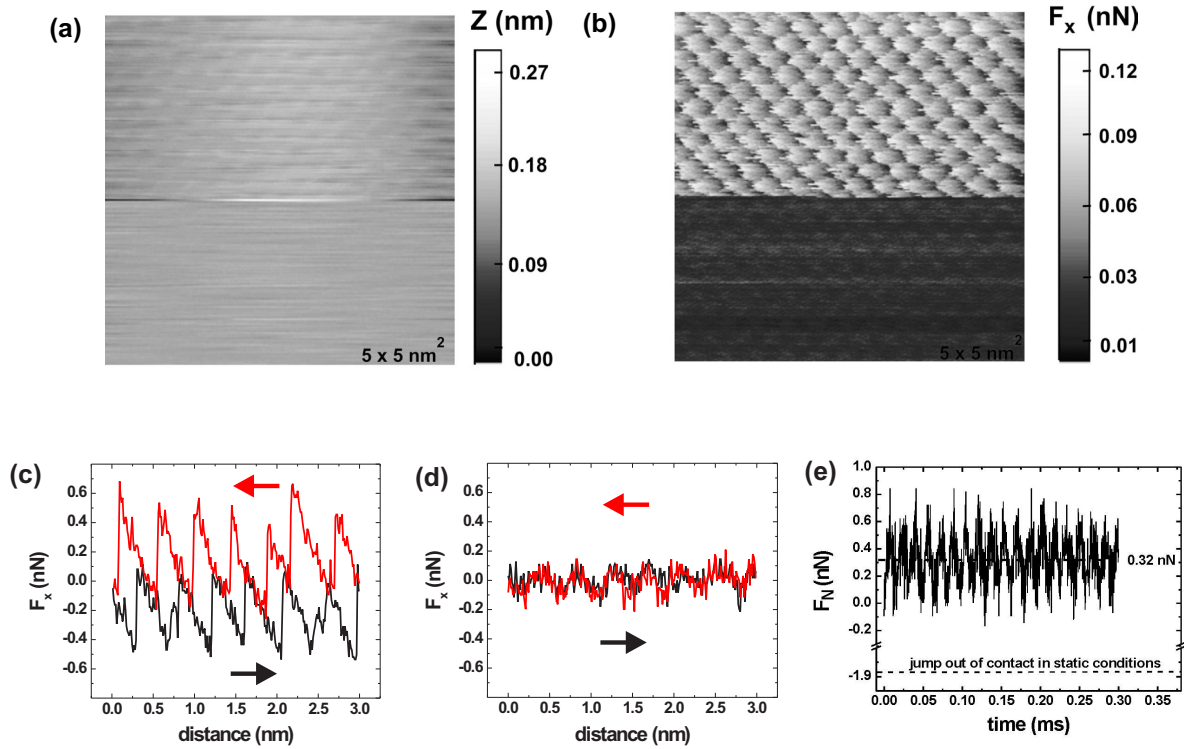 (a)
Z (nm)
0.27
0.18
0.09
0.00
5 x 5 nm²
(b)
Fₓ (nN)
0.12
0.09
0.06
0.03
0.01
5 x 5 nm²
(c)
Fₓ (nN)
0.6
0.4
0.2
0.0
-0.2
-0.4
-0.6
0.0 0.5 1.0 1.5 2.0 2.5 3.0
distance (nm)
(d)
Fₓ (nN)
0.6
0.4
0.2
0.0
-0.2
-0.4
-0.6
0.0 0.5 1.0 1.5 2.0 2.5 3.0
distance (nm)
(e)
F_N (nN)
1.0
0.8
0.6
0.4
0.2
0.0
-0.2
-1.9
0.32 nN
jump out of contact in static conditions
0.00 0.05 0.10 0.15 0.20 0.25 0.30 0.35
time (ms)